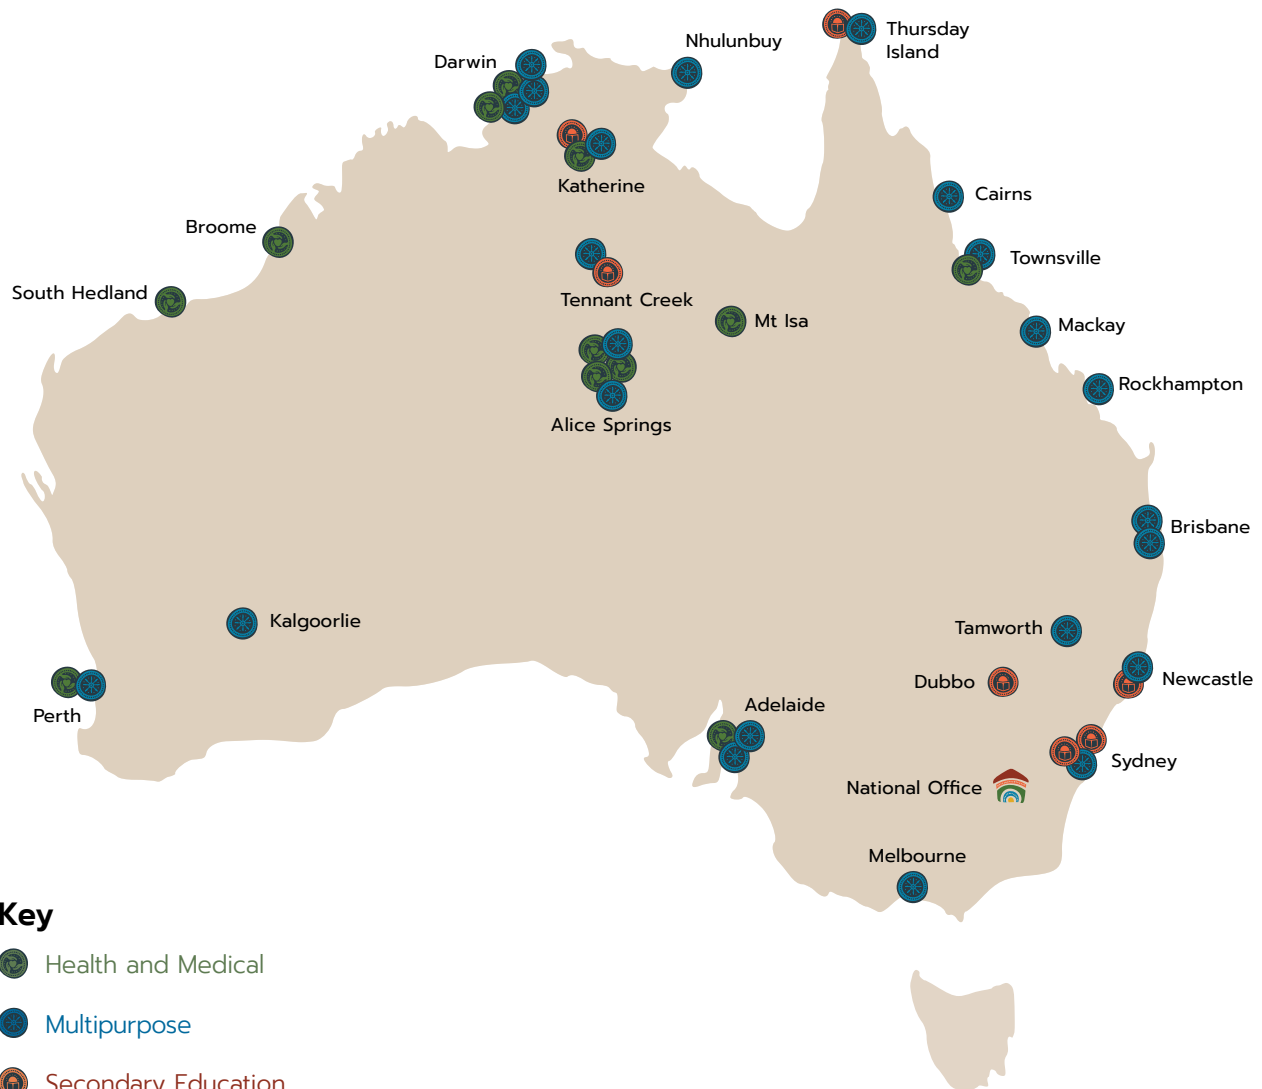 Thursday
Island
Nhulunbuy
Darwin
Katherine
Cairns
Broome
Townsville
South Hedland
Tennant Creek
Mt Isa
Mackay
Rockhampton
Alice Springs
Brisbane
Kalgoorlie
Tamworth
Dubbo
Newcastle
Perth
Adelaide
Sydney
National Office
Melbourne
Key
Health and Medical
Multipurpose
Secondary Education